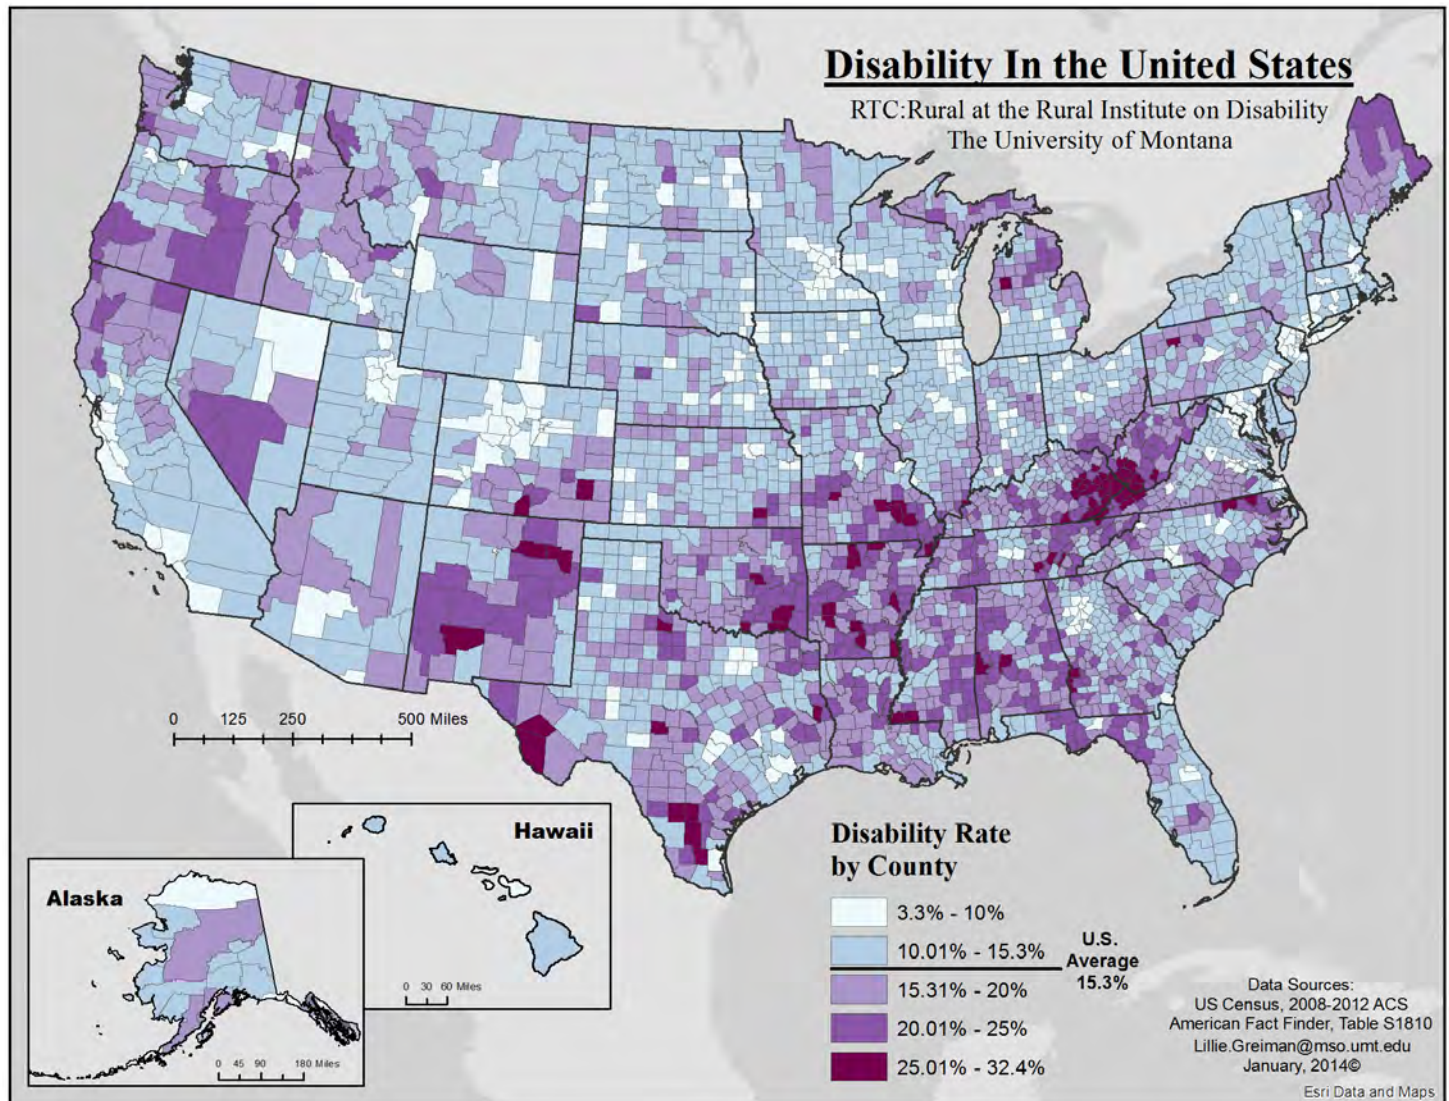 Disability In the United States
RTC:Rural at the Rural Institute on Disability
The University of Montana
0 125 250 500 Miles
Hawaii
0 30 60 Miles
Alaska
0 45 90 180 Miles
Disability Rate
by County
3.3% - 10%
10.01% - 15.3%
15.31% - 20%
20.01% - 25%
25.01% - 32.4%
U.S.
Average
15.3%
Data Sources:
US Census, 2008-2012 ACS
American Fact Finder, Table S1810
Lillie.Greiman@mso.umt.edu
January, 2014©
Esri Data and Maps